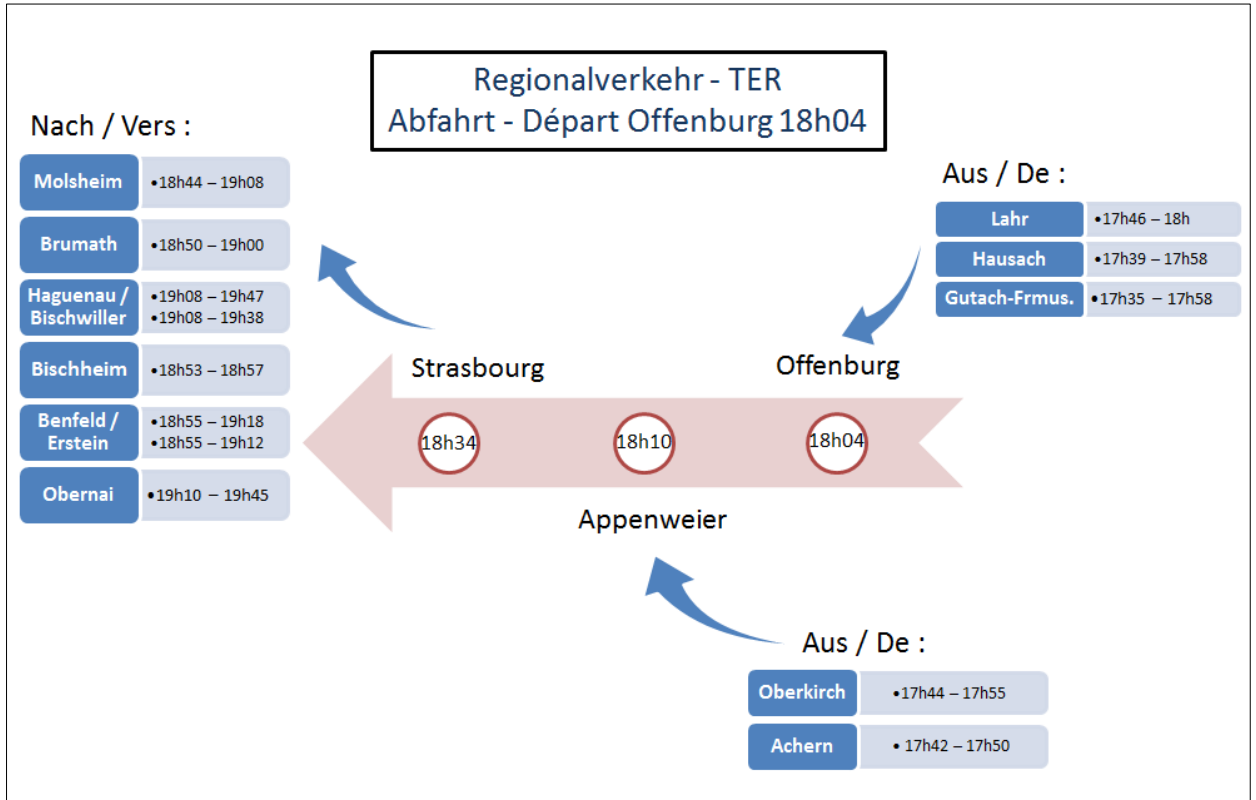 Regionalverkehr - TER
Abfahrt - Départ Offenburg 18h04
Nach / Vers :
Molsheim •18h44 – 19h08
Brumath •18h50 – 19h00
Haguenau / •19h08 – 19h47
Bischwiller •19h08 – 19h38
Bischheim •18h53 – 18h57
Benfeld / •18h55 – 19h18
Erstein •18h55 – 19h12
Obernai •19h10 – 19h45
Aus / De :
Lahr •17h46 – 18h
Hausach •17h39 – 17h58
Gutach-Frmus. •17h35 – 17h58
Strasbourg
Offenburg
18h34
18h10
18h04
Appenweier
Aus / De :
Oberkirch •17h44 – 17h55
Achern • 17h42 – 17h50